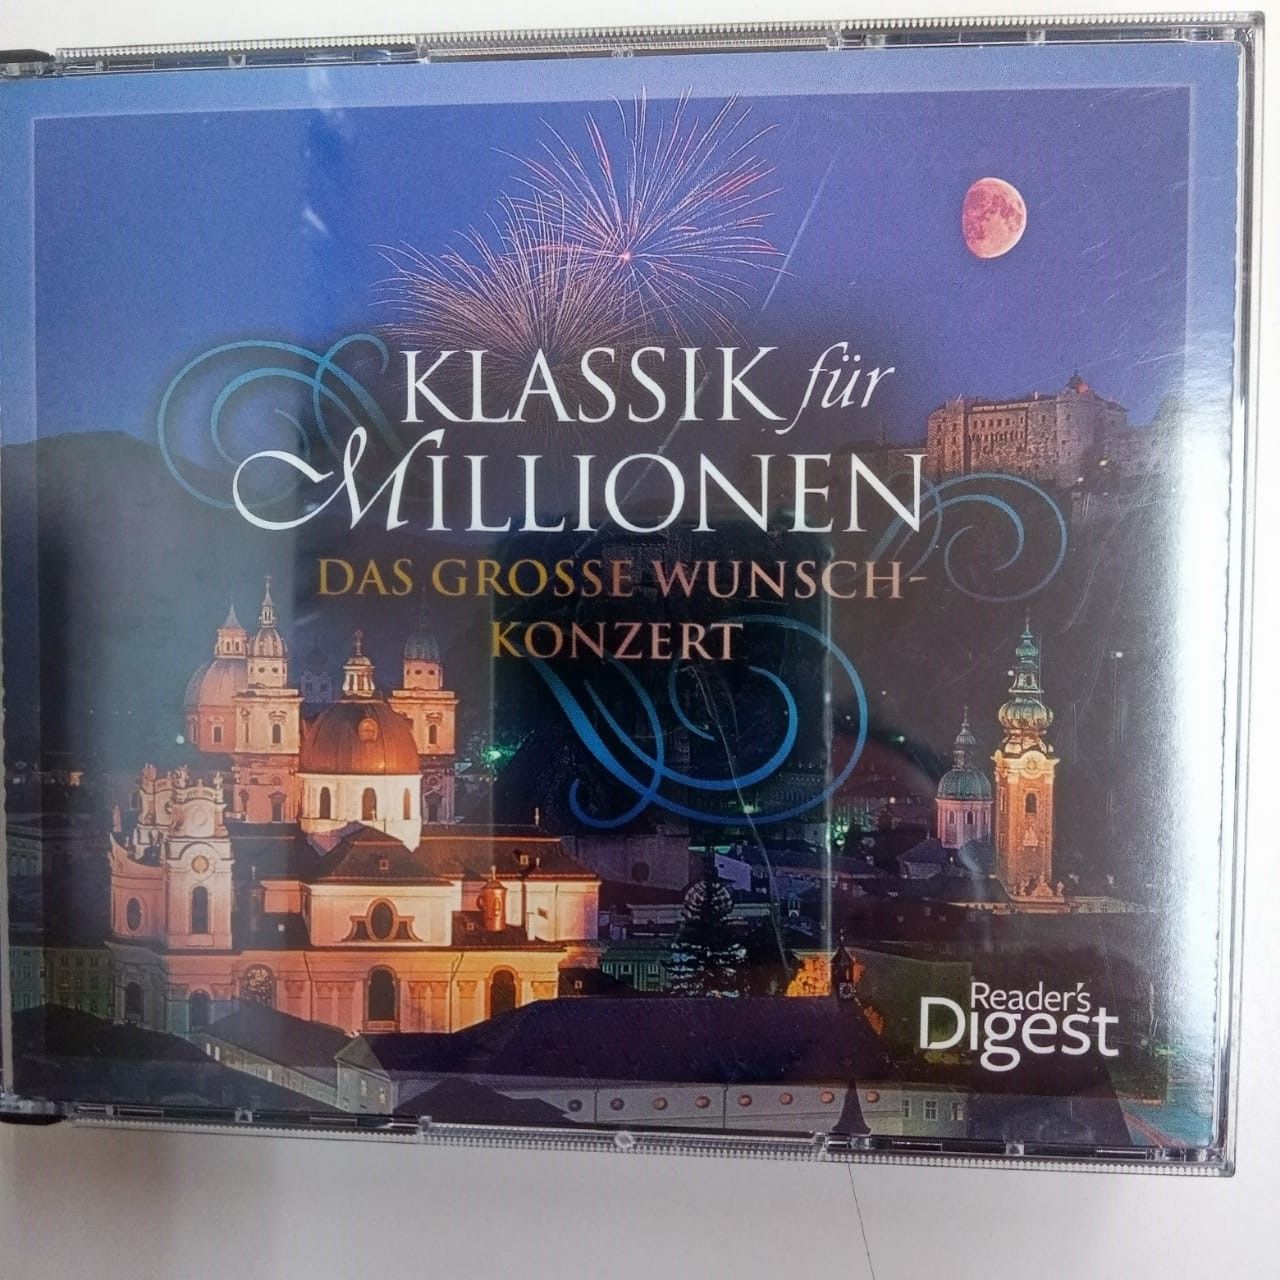 KLASSIK für
MILLIONEN
DAS GROSSE WUNSCH-
KONZERT
Reader's
Digest